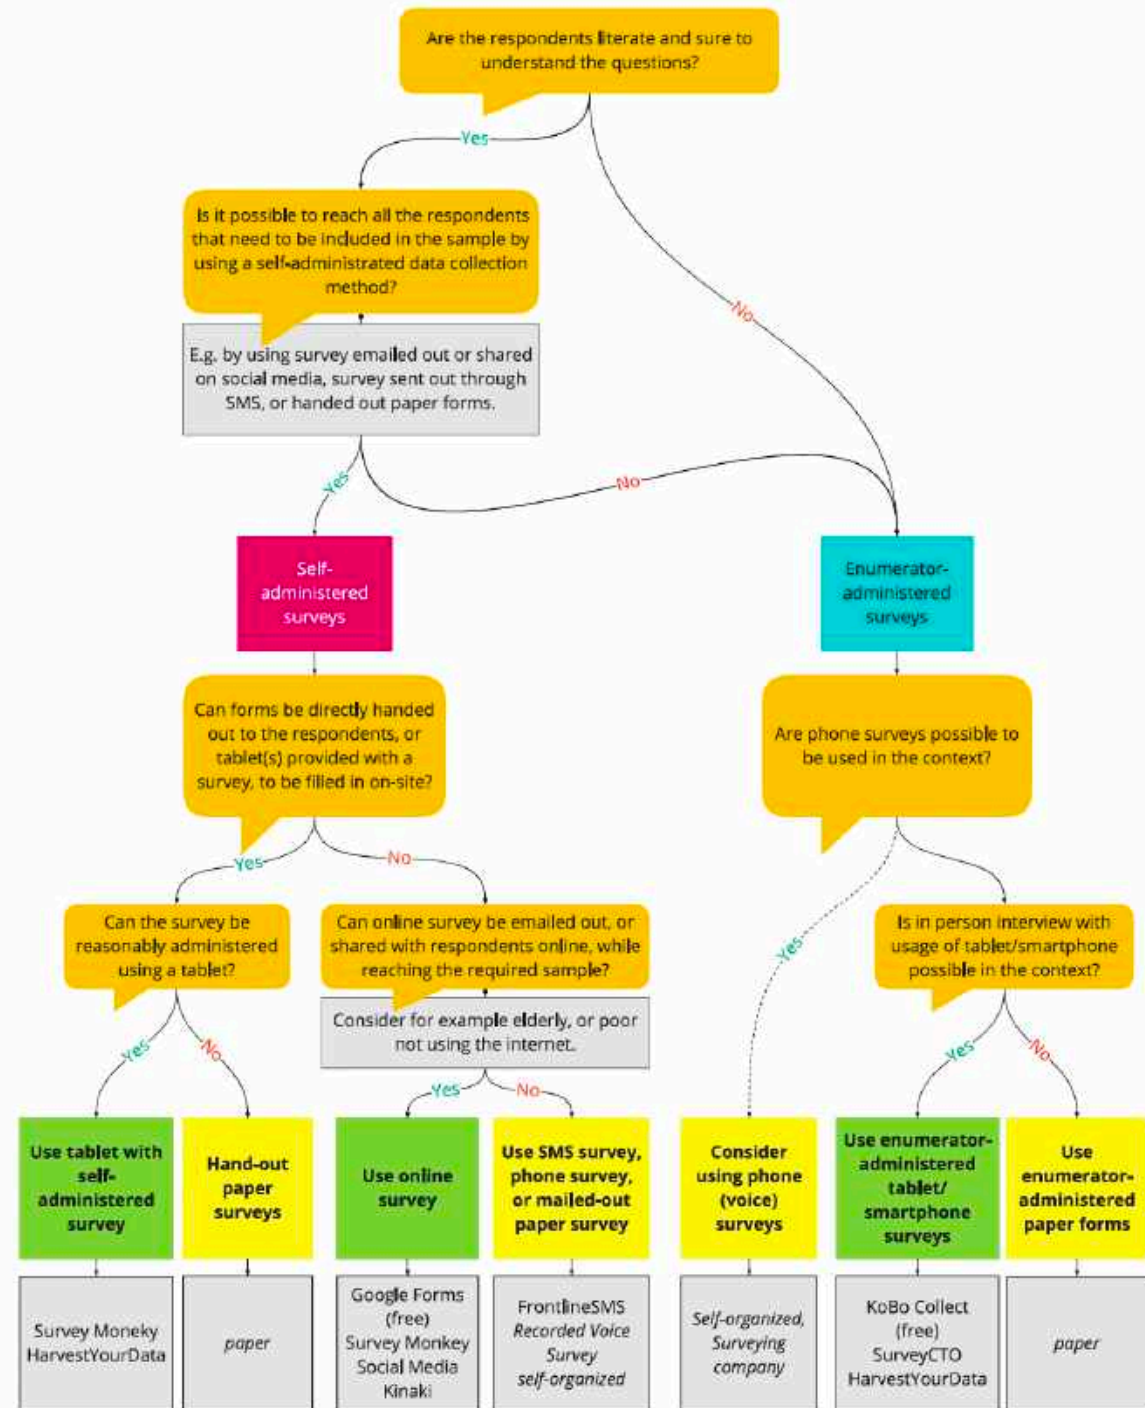 Are the respondents literate and sure to
understand the questions?
Yes
No
Is it possible to reach all the respondents
that need to be included in the sample by
using a self-administrated data collection
method?
E.g. by using survey emailed out or shared
on social media, survey sent out through
SMS, or handed out paper forms.
Yes
No
Self-
administered
surveys
Enumerator-
administered
surveys
Can forms be directly handed
out to the respondents, or
tablet(s) provided with a
survey, to be filled in on-site?
Are phone surveys possible to
be used in the context?
Yes
No
Yes
Can the survey be
reasonably administered
using a tablet?
Can online survey be emailed out, or
shared with respondents online, while
reaching the required sample?
Consider for example elderly, or poor
not using the internet.
Is in person interview with
usage of tablet/smartphone
possible in the context?
Yes
No
Yes
No
Yes
No
Use tablet with
self-
administered
survey
Hand-out
paper
surveys
Use online
survey
Use SMS survey,
phone survey,
or mailed-out
paper survey
Consider
using phone
(voice)
surveys
Use enumerator-
administered
tablet/
smartphone
surveys
Use
enumerator-
administered
paper forms
Survey Moneky
HarvestYourData
paper
Google Forms
(free)
Survey Monkey
Social Media
Kinaki
FrontlineSMS
Recorded Voice
Survey
self-organized
Self-organized,
Surveying
company
KoBo Collect
(free)
SurveyCTO
HarvestYourData
paper